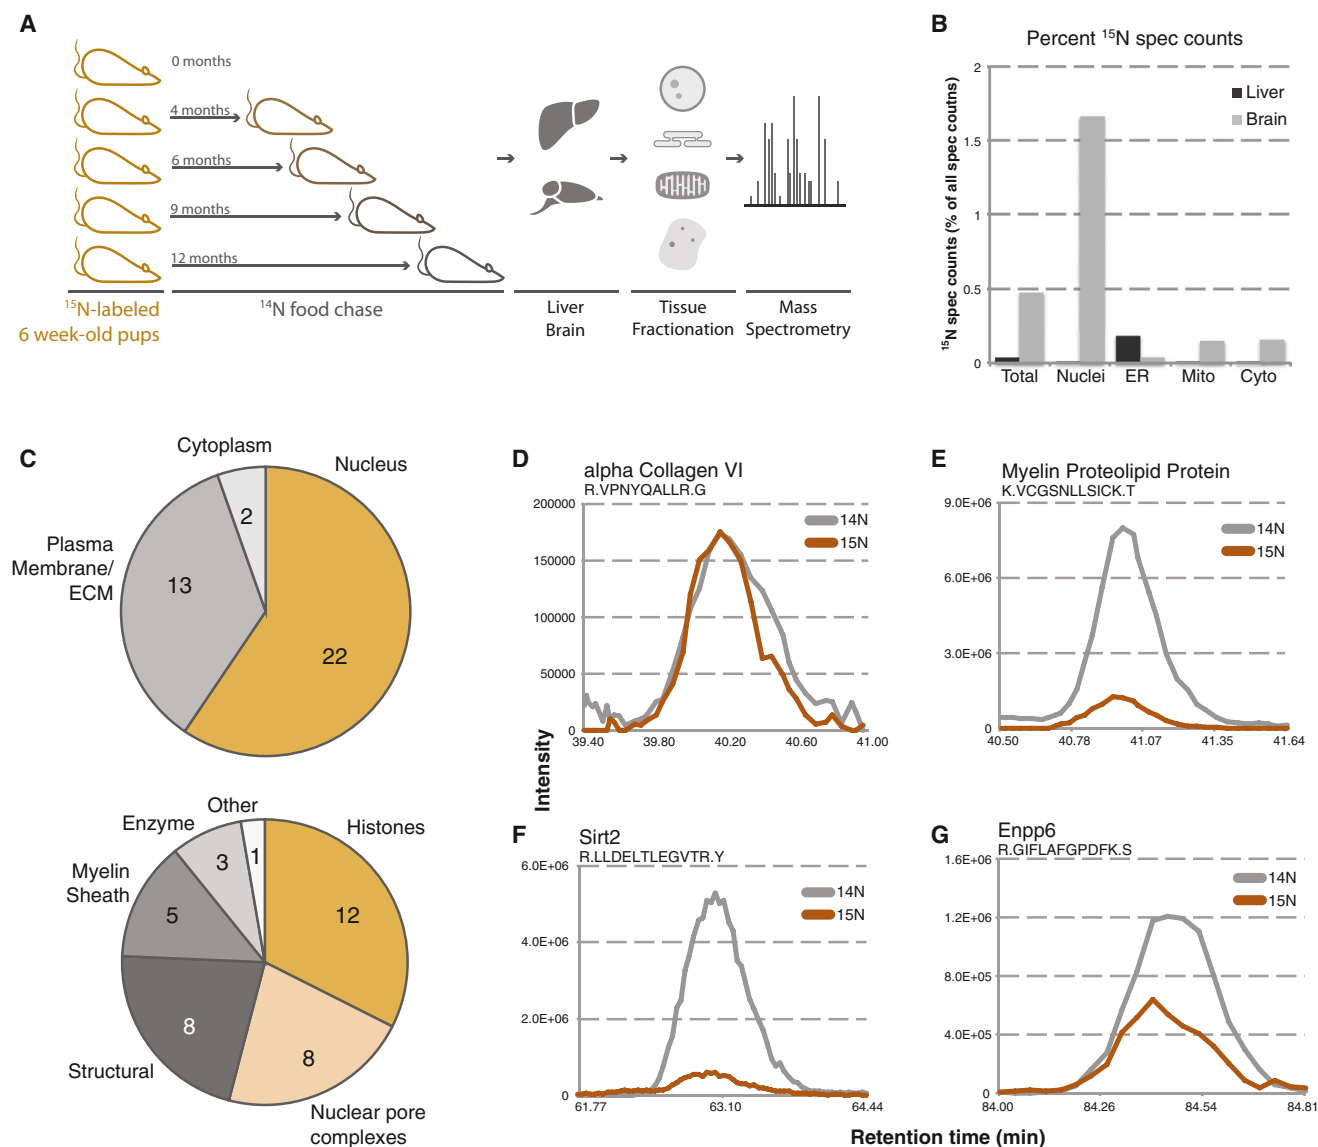 A
0 months
4 months
6 months
9 months
12 months
15N-labeled
6 week-old pups
14N food chase
Liver
Brain
Tissue
Fractionation
Mass
Spectrometry
B
Percent 15N spec counts
15N spec counts (% of all spec coutns)
2
1.5
1
0.5
0
Liver
Brain
Total
Nuclei
ER
Mito
Cyto
C
Cytoplasm
Nucleus
Plasma
Membrane/
ECM
2
13
22
Other
Enzyme
Histones
Myelin
Sheath
Structural
Nuclear pore
complexes
1
3
5
12
8
8
D
alpha Collagen VI
R.VPNYQALLR.G
200000
150000
100000
50000
0
14N
15N
39.40
39.80
40.20
40.60
41.00
E
Myelin Proteolipid Protein
K.VCGSNLLSICK.T
9.0E+06
6.0E+06
3.0E+06
0
14N
15N
40.50
40.78
41.07
41.35
41.64
Intensity
F
Sirt2
R.LLDELTLEGVTR.Y
6.0E+06
4.0E+06
2.0E+06
0
14N
15N
61.77
63.10
64.44
G
Enpp6
R.GIFLAFGPDFK.S
1.6E+06
1.2E+06
8.0E+05
4.0E+05
0
14N
15N
84.00
84.26
84.54
84.81
Retention time (min)